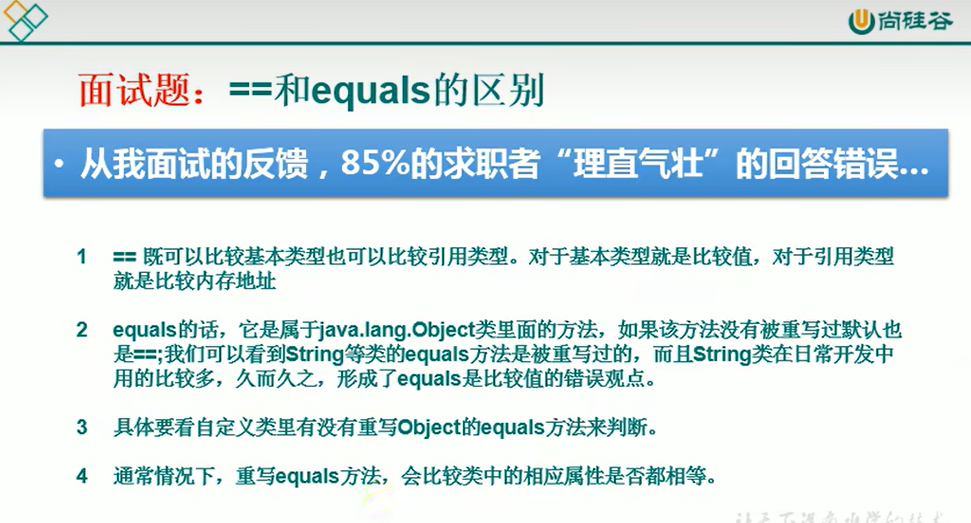 尚硅谷
面试题：==和equals的区别
• 从我面试的反馈，85%的求职者“理直气壮”的回答错误...
1 == 既可以比较基本类型也可以比较引用类型。对于基本类型就是比较值，对于引用类型
就是比较内存地址
2 equals的话，它是属于java.lang.Object类里面的方法，如果该方法没有被重写过默认也
是==;我们可以看到String等类的equals方法是被重写过的，而且String类在日常开发中
用的比较多，久而久之，形成了equals是比较值的错误观点。
3 具体要看自定义类里有没有重写Object的equals方法来判断。
4 通常情况下，重写equals方法，会比较类中的相应属性是否都相等。